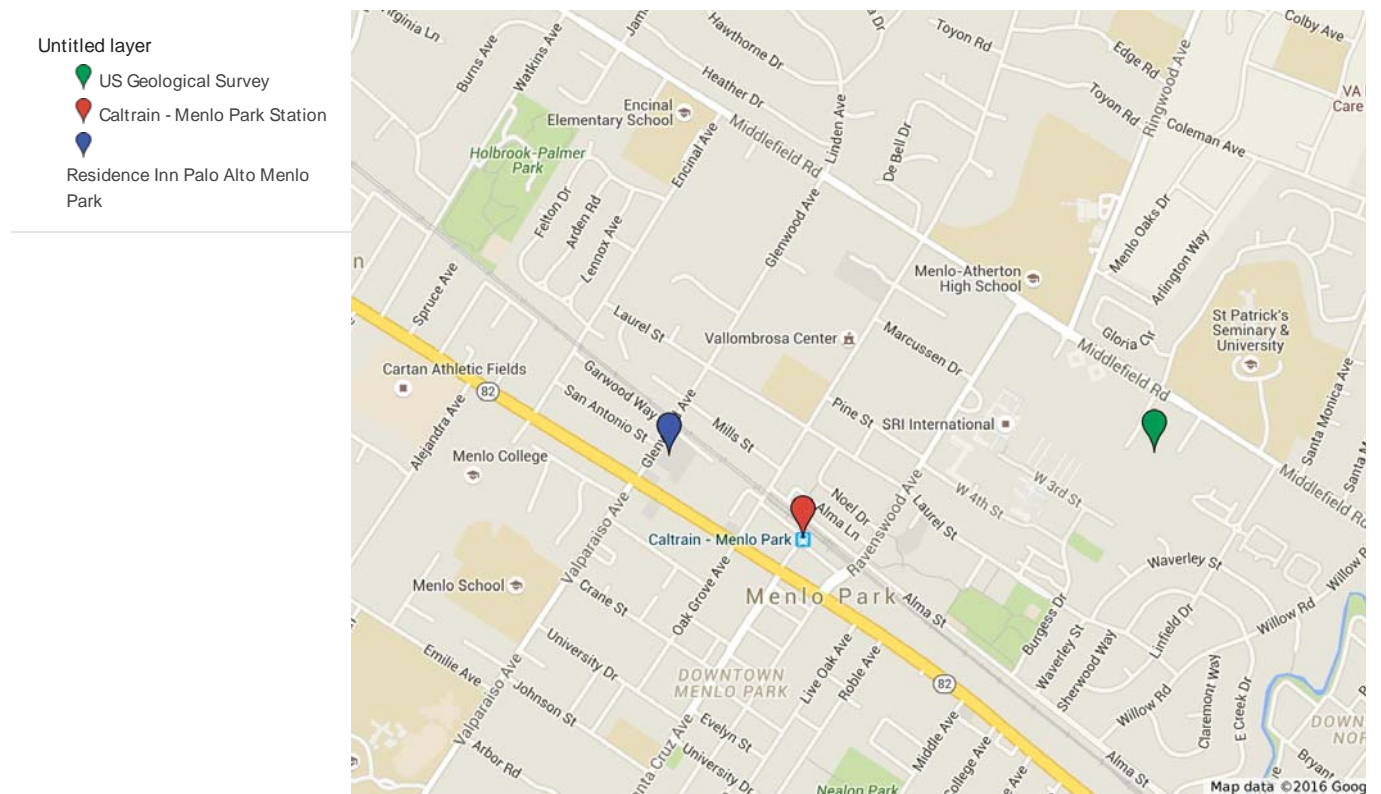 Untitled layer
US Geological Survey
Caltrain - Menlo Park Station
Residence Inn Palo Alto Menlo
Park
Virginia Ln
Burns Ave
Watkins Ave
Hawthorne Dr
Heather Dr
Toyon Rd
Edge Rd
Colby Ave
Ringwood Ave
Toyon Rd
Coleman Ave
VA
Care
Encinal
Elementary School
Encinal Ave
Middlefield Rd
Linden Ave
De Bell Dr
Holbrook-Palmer
Park
Felton Dr
Arden Rd
Lennox Ave
Glenwood Ave
Menlo Oaks Dr
Arlington Way
Menlo-Atherton
High School
Spruce Ave
Laurel St
Vallombrosa Center
Marcussen Dr
Gloria Cir
St Patrick's
Seminary &
University
Middlefield Rd
Cartan Athletic Fields
82
Garwood Way
San Antonio St
Alejandra Ave
Mills St
Pine St
SRI International
Santa Monica Ave
Menlo College
W 3rd St
W 4th St
Middlefield Rd
Noel Dr
Alma Ln
Laurel St
Ravenswood Ave
Caltrain - Menlo Park
Valparaiso Ave
Waverley St
Willow Rd
Menlo School
Crane St
Oak Grove Ave
Menlo Park
Alma St
Burgess Dr
Waverley St
Sherwood Way
Linfield Dr
Willow Rd
University Dr
Emilie Ave
Johnson St
DOWNTOWN
MENLO PARK
Live Oak Ave
Roble Ave
82
Willow Rd
Claremont Way
E Creek Dr
Valparaiso Ave
Arbor Rd
Evelyn St
University Dr
Middle Ave
College Ave
Alma St
Nealon Park
Map data ©2016 Goog